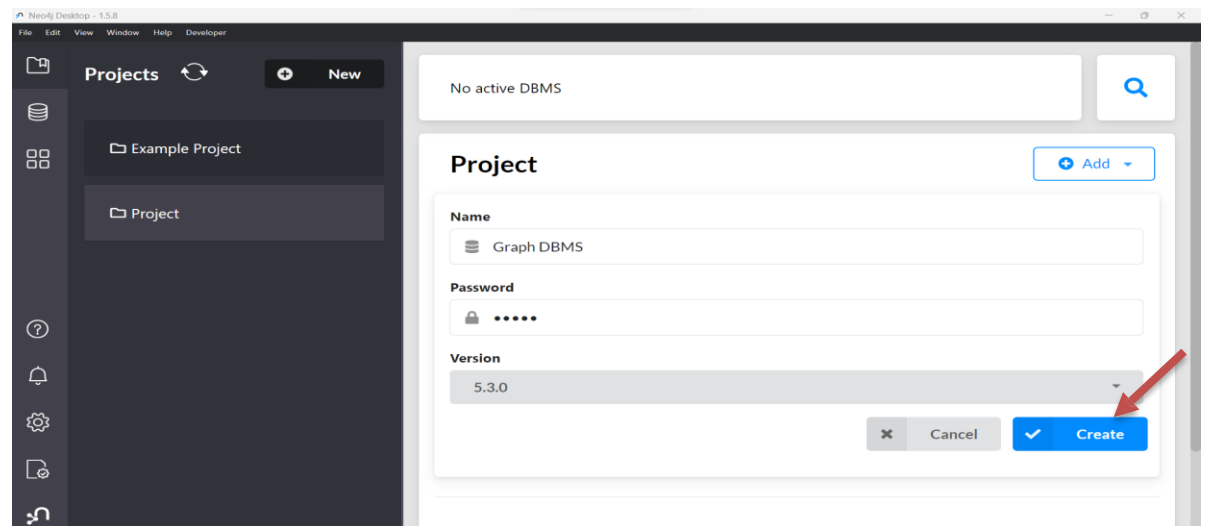 Neo4j Desktop - 1.5.8
File Edit View Window Help Developer
Projects
New
No active DBMS
Example Project
Project
Project
Add
Name
Graph DBMS
Password
•••••
Version
5.3.0
Cancel
Create